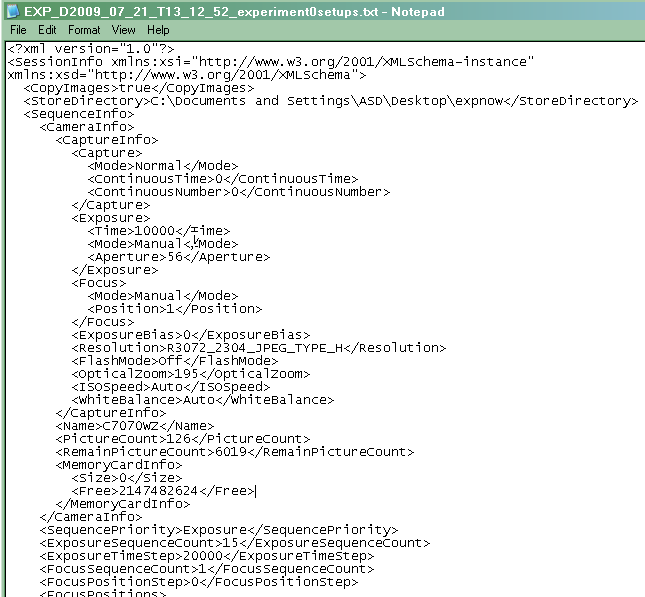 EXP_D2009_07_21_T13_12_52_experiment0setups.txt - Notepad
File Edit Format View Help
<?xml version="1.0"?>
<SessionInfo xmlns:xsi="http://www.w3.org/2001/XMLSchema-instance"
xmlns:xsd="http://www.w3.org/2001/XMLSchema">
<CopyImages>true</CopyImages>
<StoreDirectory>C:\Documents and Settings\ASD\Desktop\expnow</StoreDirectory>
<SequenceInfo>
<CameraInfo>
<CaptureInfo>
<Capture>
<Mode>Normal</Mode>
<ContinuousTime>0</ContinuousTime>
<ContinuousNumber>0</ContinuousNumber>
</Capture>
<Exposure>
<Time>10000</Time>
<Mode>Manual</Mode>
<Aperture>56</Aperture>
</Exposure>
<Focus>
<Mode>Manual</Mode>
<Position>1</Position>
</Focus>
<ExposureBias>0</ExposureBias>
<Resolution>R3072_2304_JPEG_TYPE_H</Resolution>
<FlashMode>Off</FlashMode>
<OpticalZoom>195</OpticalZoom>
<ISOSpeed>Auto</ISOSpeed>
<WhiteBalance>Auto</WhiteBalance>
</CaptureInfo>
<Name>C7070WZ</Name>
<PictureCount>126</PictureCount>
<RemainPictureCount>6019</RemainPictureCount>
<MemoryCardInfo>
<Size>0</Size>
<Free>2147482624</Free>
</MemoryCardInfo>
</CameraInfo>
<SequencePriority>Exposure</SequencePriority>
<ExposureSequenceCount>15</ExposureSequenceCount>
<ExposureTimeStep>20000</ExposureTimeStep>
<FocusSequenceCount>1</FocusSequenceCount>
<FocusPositionStep>0</FocusPositionStep>
<FocusPositions>